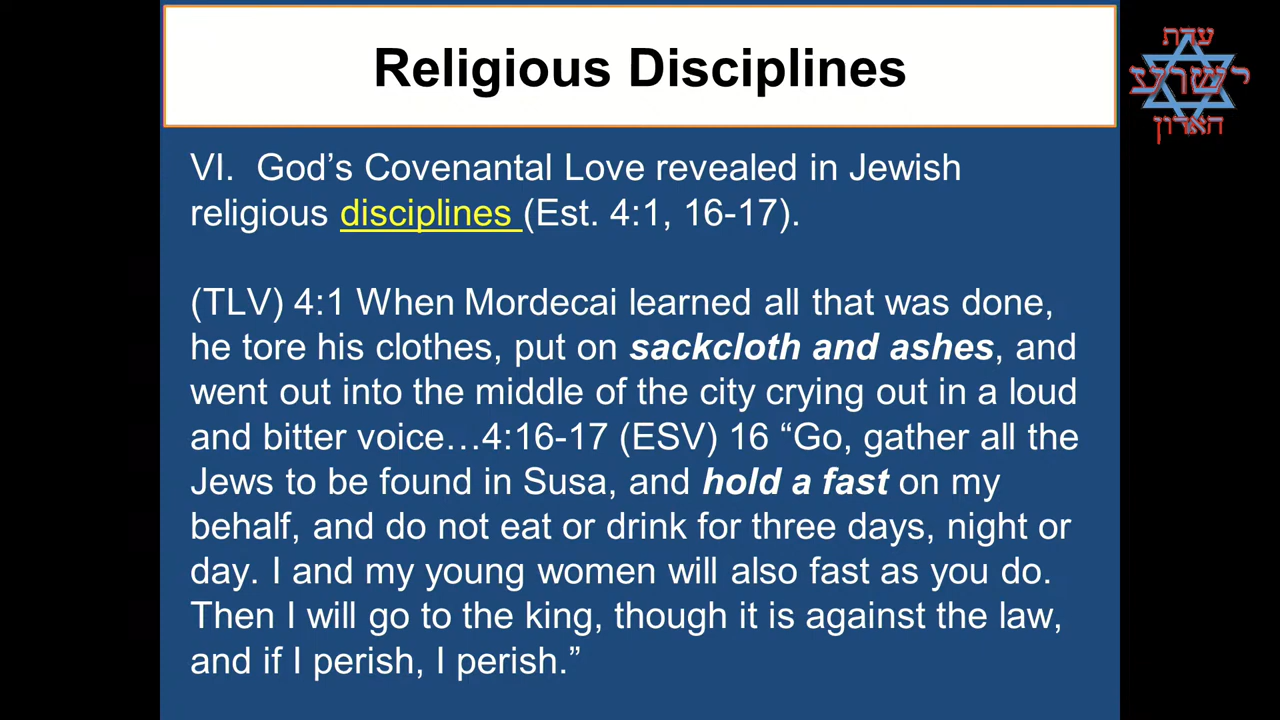 Religious Disciplines
עדת
ישוע
האדון
VI. God’s Covenantal Love revealed in Jewish
religious disciplines (Est. 4:1, 16-17).
(TLV) 4:1 When Mordecai learned all that was done,
he tore his clothes, put on sackcloth and ashes, and
went out into the middle of the city crying out in a loud
and bitter voice…4:16-17 (ESV) 16 “Go, gather all the
Jews to be found in Susa, and hold a fast on my
behalf, and do not eat or drink for three days, night or
day. I and my young women will also fast as you do.
Then I will go to the king, though it is against the law,
and if I perish, I perish.”